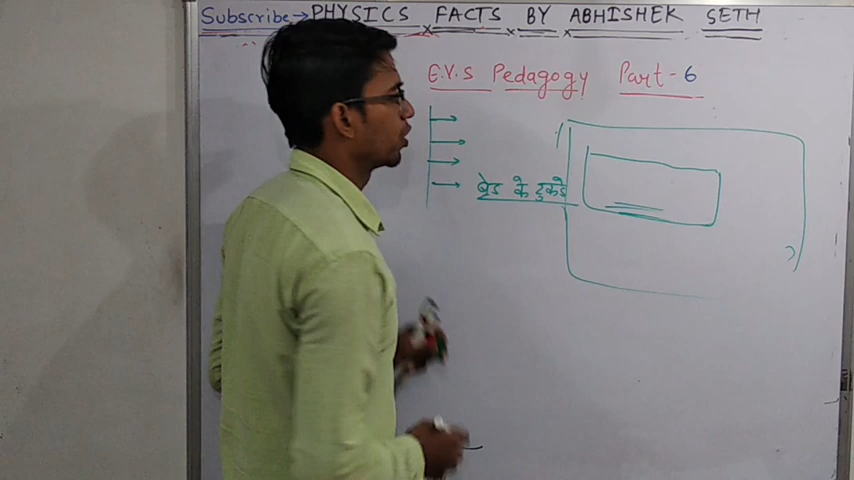 Subscribe→ PHYSICS FACTS BY ABHISHEK SETH
E.V.S Pedagogy Part-6
ब्रेड के टुकडे